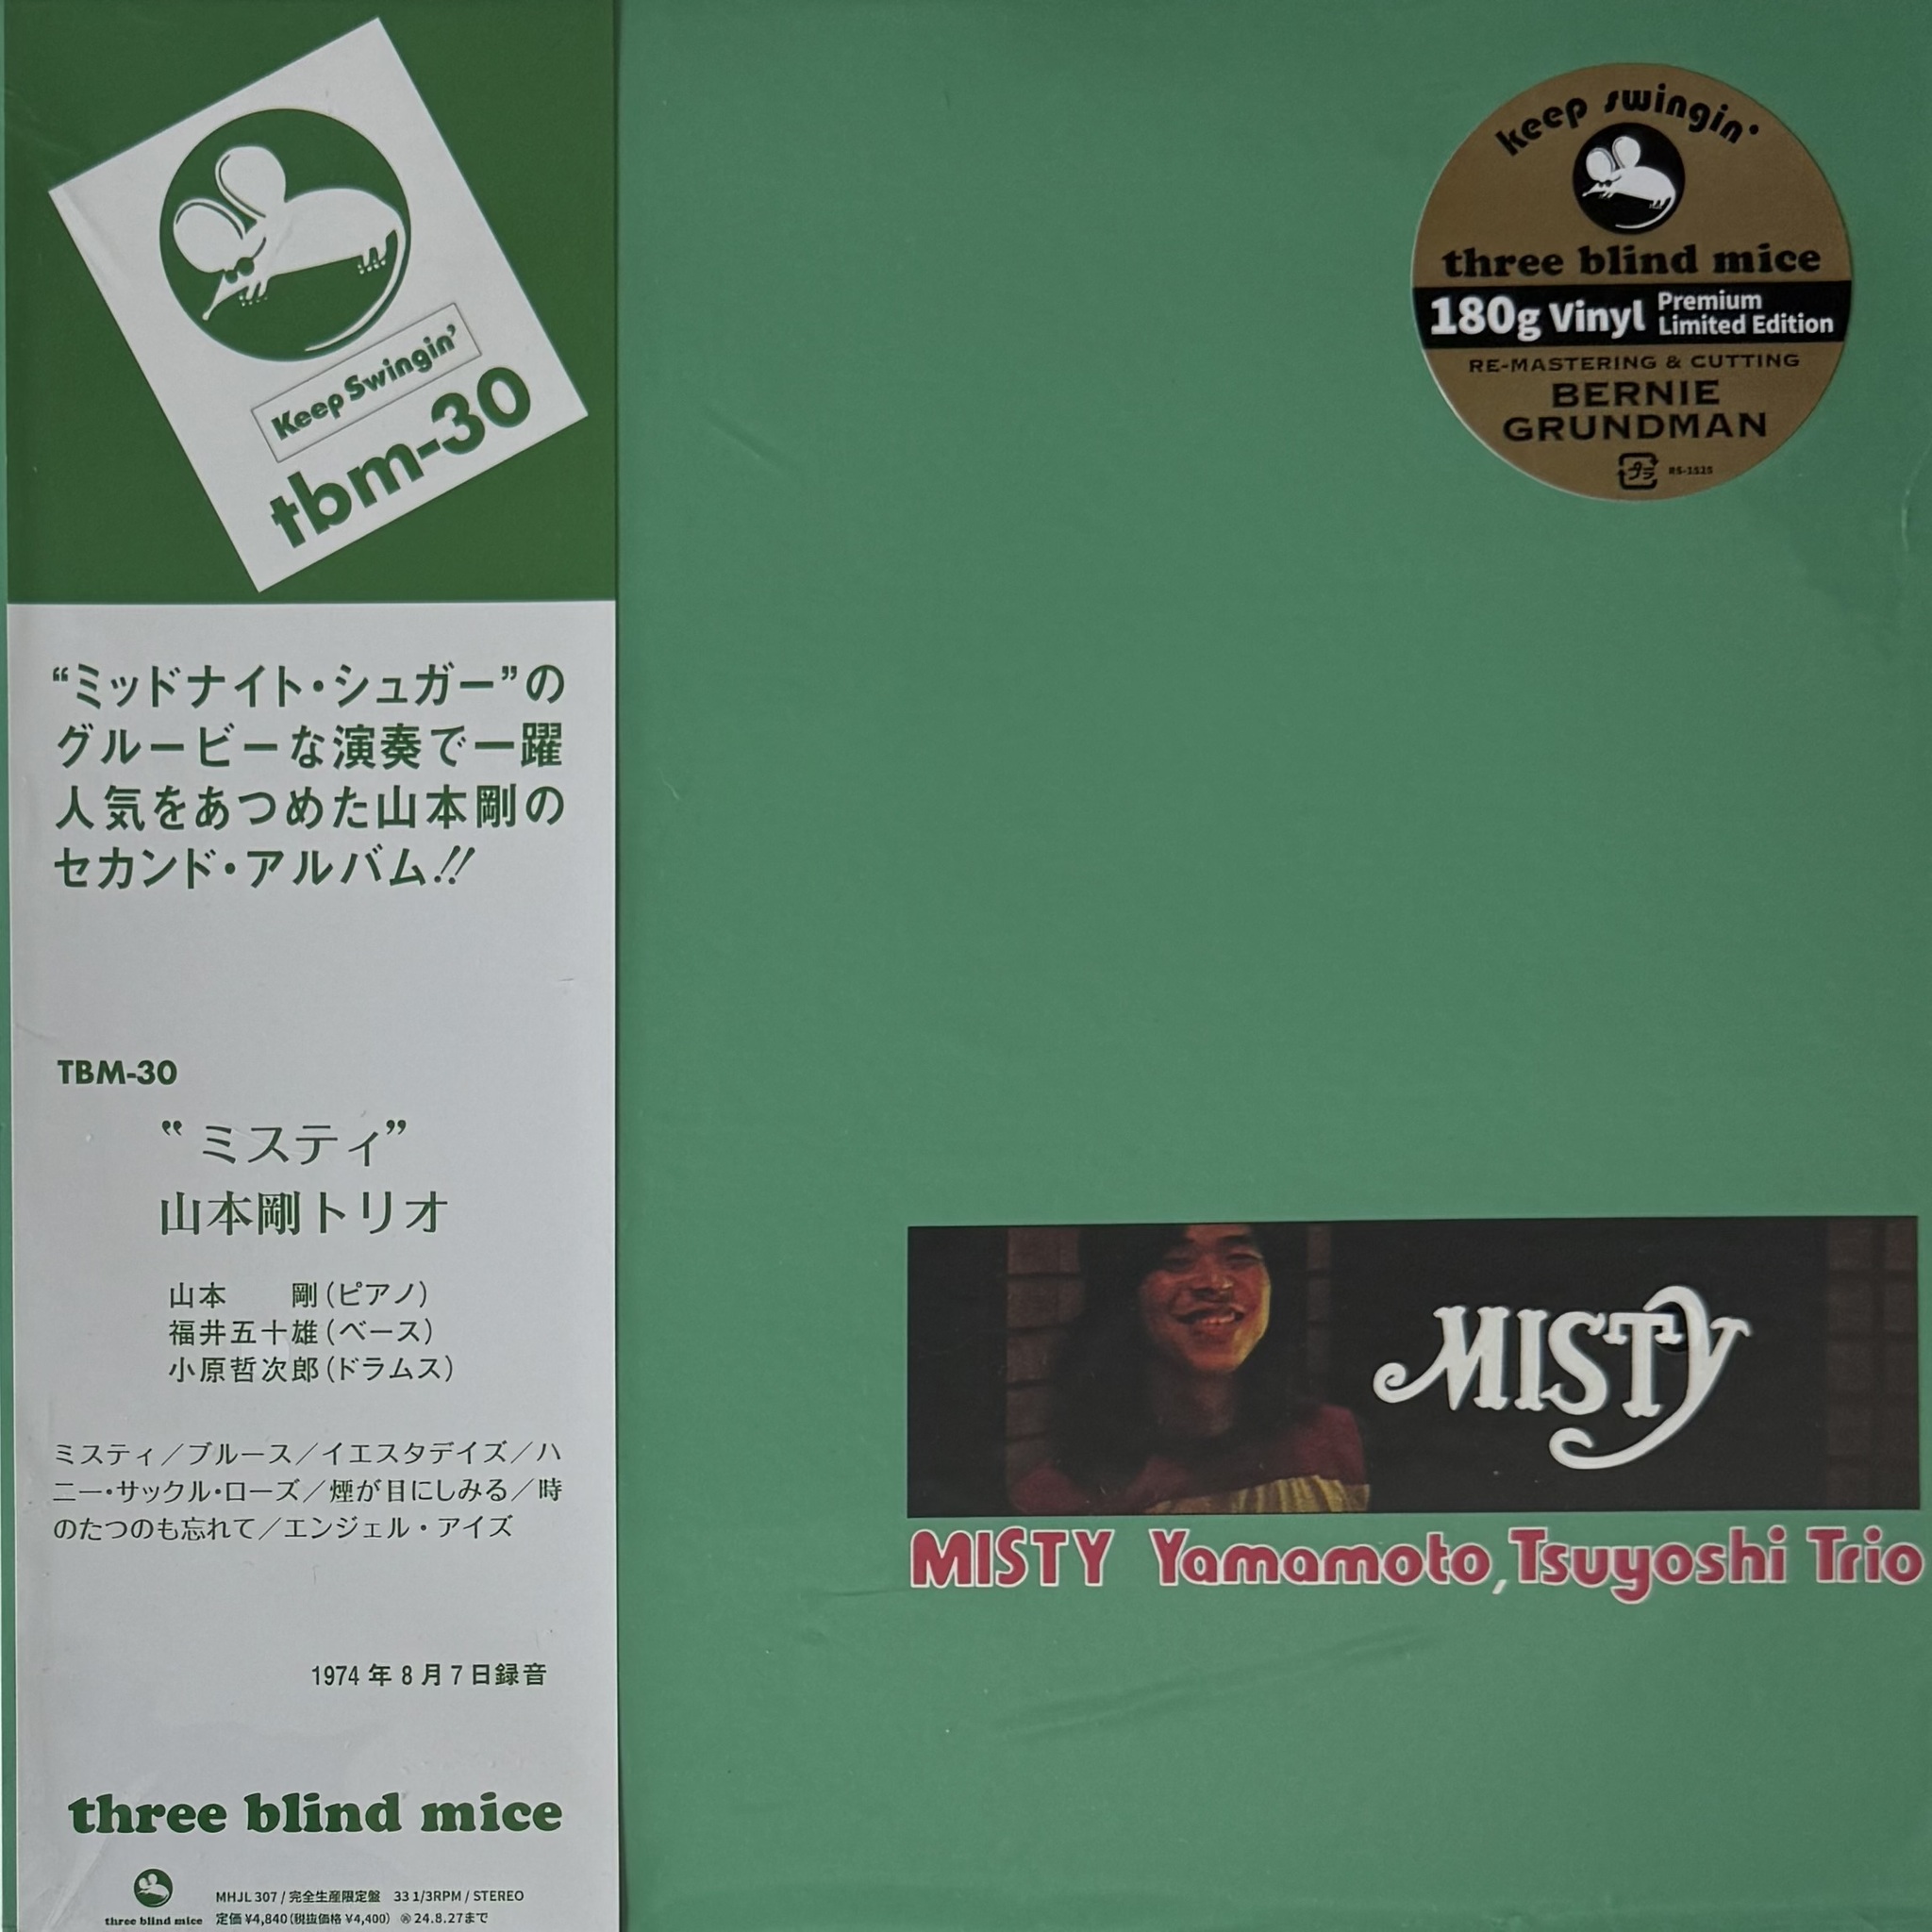 Keep Swingin'
tbm-30
“ミッドナイト・シュガー”の
グルービーな演奏で一躍
人気をあつめた山本剛の
セカンド・アルバム!!
TBM-30
“ミスティ”
山本剛トリオ
山本　剛(ピアノ)
福井五十雄(ベース)
小原哲次郎(ドラムス)
ミスティ／ブルース／イエスタデイズ／ハ
ニー・サックル・ローズ／煙が目にしみる／時
のたつのも忘れて／エンジェル・アイズ
1974年8月7日録音
three blind mice
three blind mice
MHJL 307 / 完全生産限定盤　33 1/3RPM / STEREO
定価 ¥4,840 (税抜価格 ¥4,400) ㊢24.8.27まで
keep swingin'
three blind mice
180g Vinyl Premium Limited Edition
RE-MASTERING & CUTTING
BERNIE
GRUNDMAN
プラ RS-1525
MISTY
MISTY Yamamoto, Tsuyoshi Trio